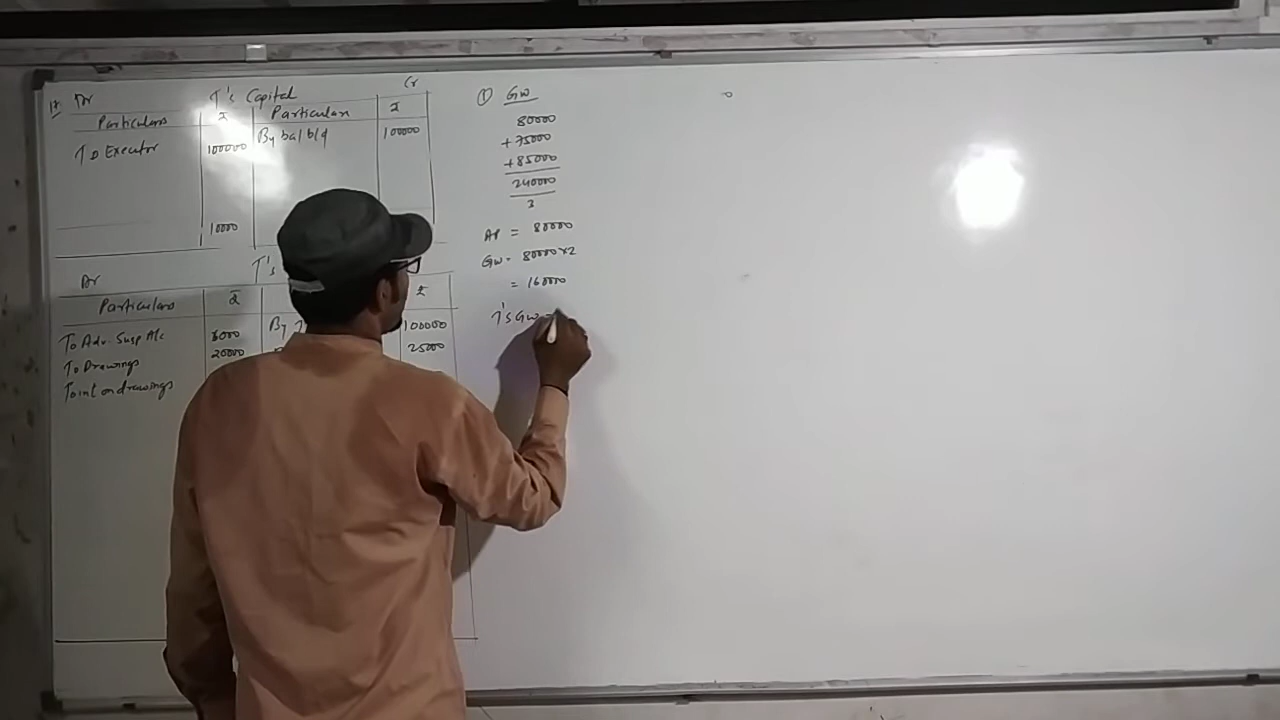 Dr T's Capital Cr
Particulars ₹ Particulars ₹
To Executor 100000 By bal b/d 100000
10000
Dr T's
Particulars ₹ ₹
To Adv. Susp A/c By 100000
To Drawings 20000 25000
To int on drawings
① GW
80000
+75000
+85000
240000
3
AP = 80000
GW = 80000×2
= 160000
T's GW =